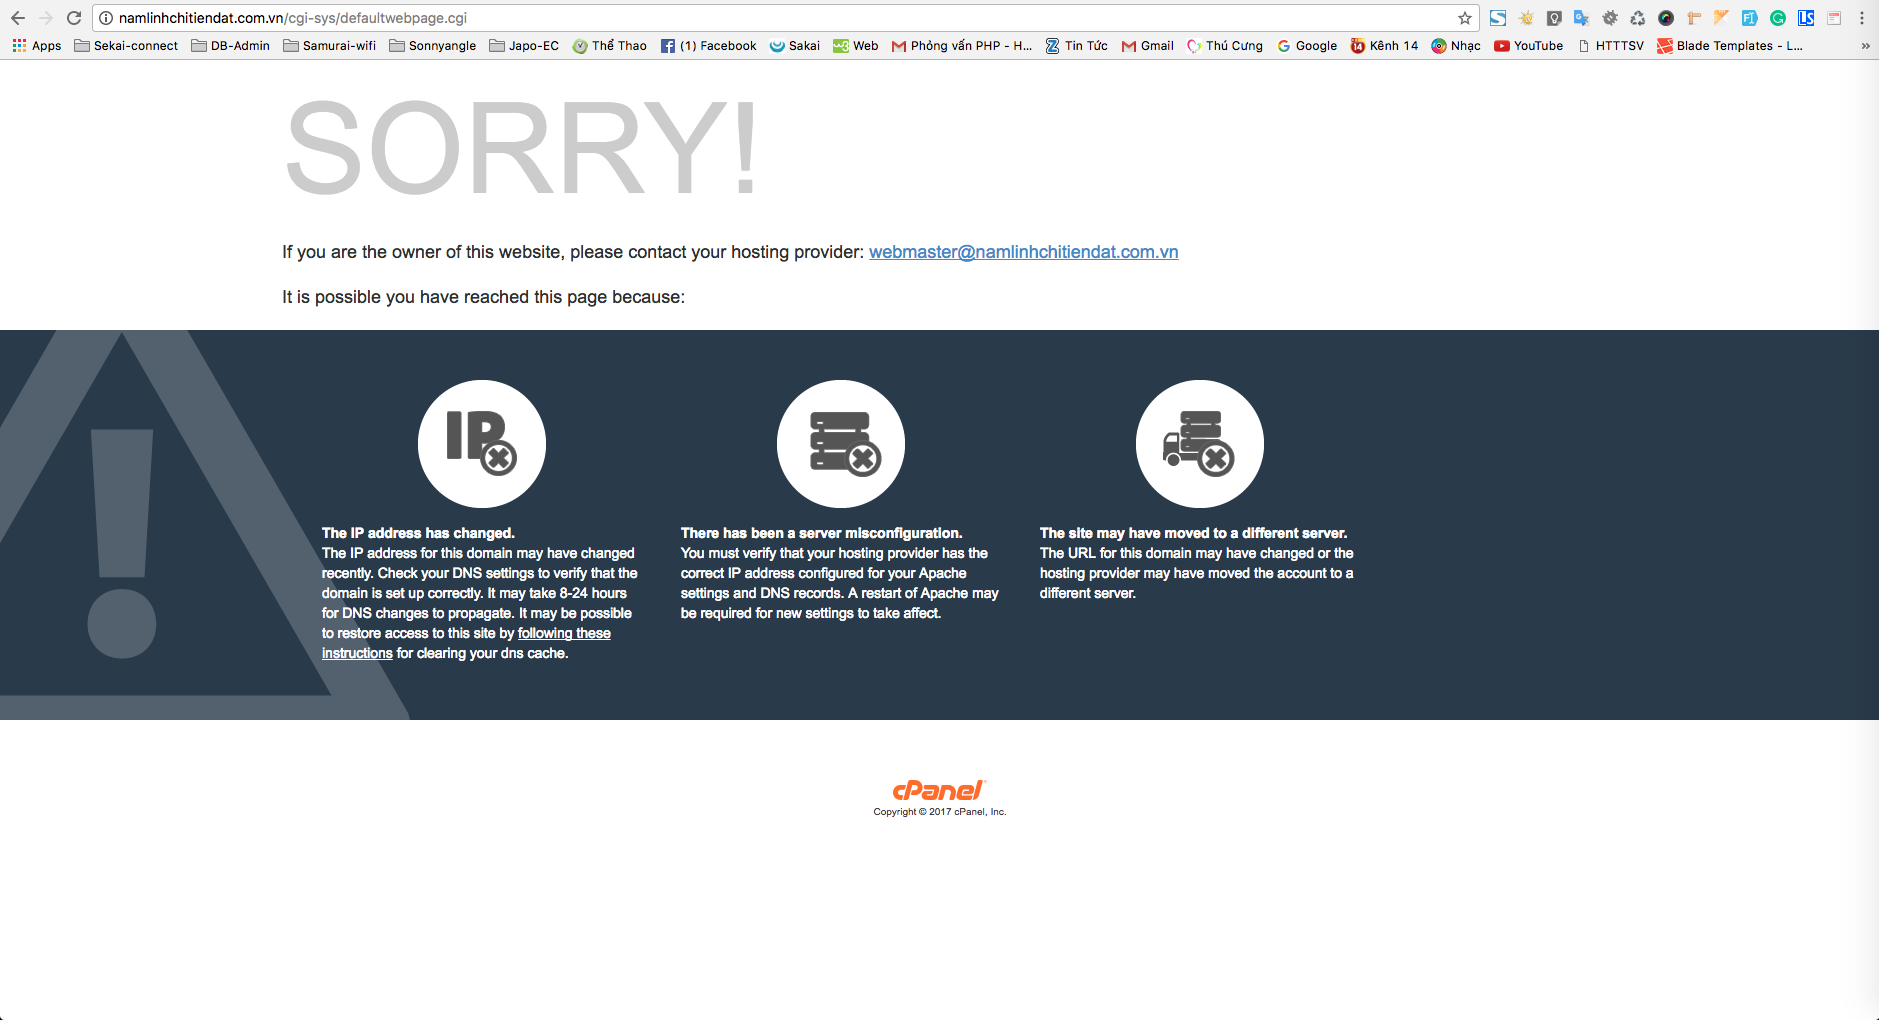 namlinhchitiendat.com.vn/cgi-sys/defaultwebpage.cgi
Apps Sekai-connect DB-Admin Samurai-wifi Sonnyangle Japo-EC Thể Thao (1) Facebook Sakai Web Phỏng vấn PHP - H... Tin Tức Gmail Thú Cưng Google Kênh 14 Nhạc YouTube HTTTSV Blade Templates - L... »
SORRY!
If you are the owner of this website, please contact your hosting provider: webmaster@namlinhchitiendat.com.vn
It is possible you have reached this page because:
IP
The IP address has changed.
The IP address for this domain may have changed
recently. Check your DNS settings to verify that the
domain is set up correctly. It may take 8-24 hours
for DNS changes to propagate. It may be possible
to restore access to this site by following these
instructions for clearing your dns cache.
There has been a server misconfiguration.
You must verify that your hosting provider has the
correct IP address configured for your Apache
settings and DNS records. A restart of Apache may
be required for new settings to take affect.
The site may have moved to a different server.
The URL for this domain may have changed or the
hosting provider may have moved the account to a
different server.
cPanel
Copyright © 2017 cPanel, Inc.